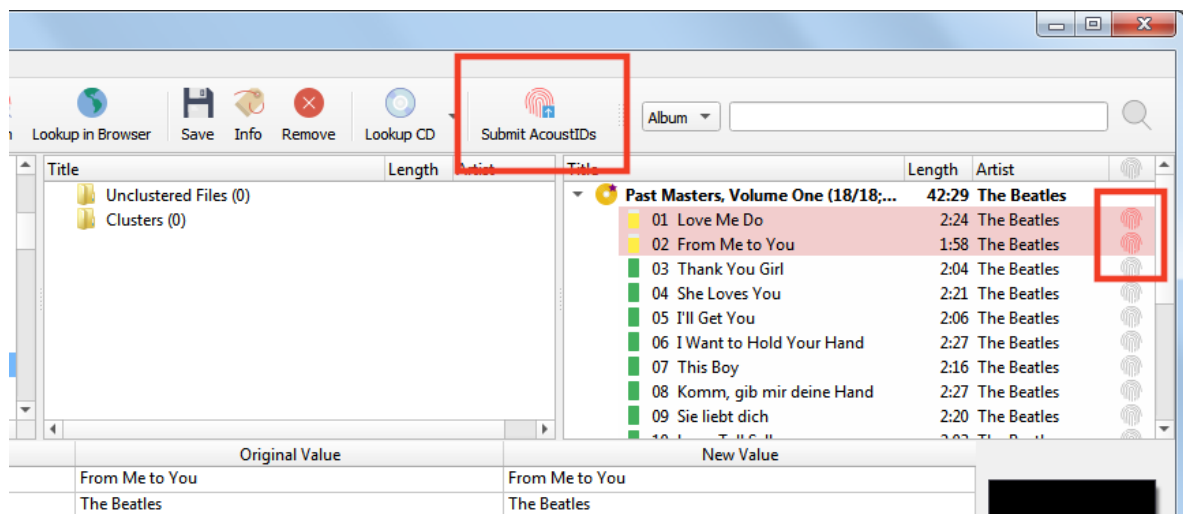 Lookup in Browser
Save
Info
Remove
Lookup CD
Submit AcoustIDs
Album
Title Length Artist
Unclustered Files (0)
Clusters (0)
Title Length Artist
Past Masters, Volume One (18/18;... 42:29 The Beatles
01 Love Me Do 2:24 The Beatles
02 From Me to You 1:58 The Beatles
03 Thank You Girl 2:04 The Beatles
04 She Loves You 2:21 The Beatles
05 I'll Get You 2:06 The Beatles
06 I Want to Hold Your Hand 2:27 The Beatles
07 This Boy 2:16 The Beatles
08 Komm, gib mir deine Hand 2:27 The Beatles
09 Sie liebt dich 2:20 The Beatles
Original Value New Value
From Me to You From Me to You
The Beatles The Beatles